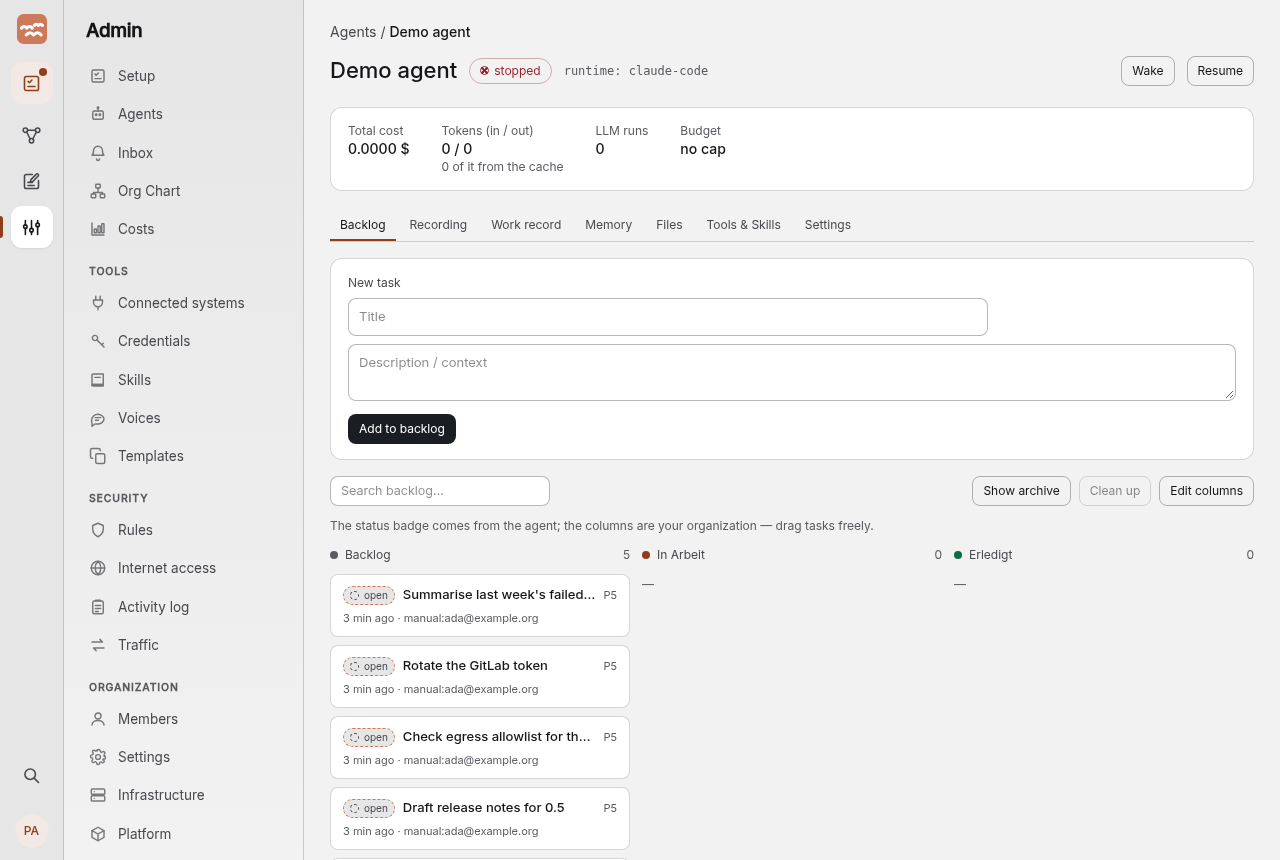 Admin
Setup
Agents
Inbox
Org Chart
Costs
TOOLS
Connected systems
Credentials
Skills
Voices
Templates
SECURITY
Rules
Internet access
Activity log
Traffic
ORGANIZATION
Members
Settings
Infrastructure
Platform
PA
Agents / Demo agent
Demo agent stopped runtime: claude-code Wake Resume
Total cost Tokens (in / out) LLM runs Budget
0.0000 $ 0 / 0 0 no cap
0 of it from the cache
Backlog Recording Work record Memory Files Tools & Skills Settings
New task
Title
Description / context
Add to backlog
Search backlog... Show archive Clean up Edit columns
The status badge comes from the agent; the columns are your organization — drag tasks freely.
Backlog 5 In Arbeit 0 Erledigt 0
open Summarise last week's failed... P5 — —
3 min ago · manual:ada@example.org
open Rotate the GitLab token P5
3 min ago · manual:ada@example.org
open Check egress allowlist for th... P5
3 min ago · manual:ada@example.org
open Draft release notes for 0.5 P5
3 min ago · manual:ada@example.org